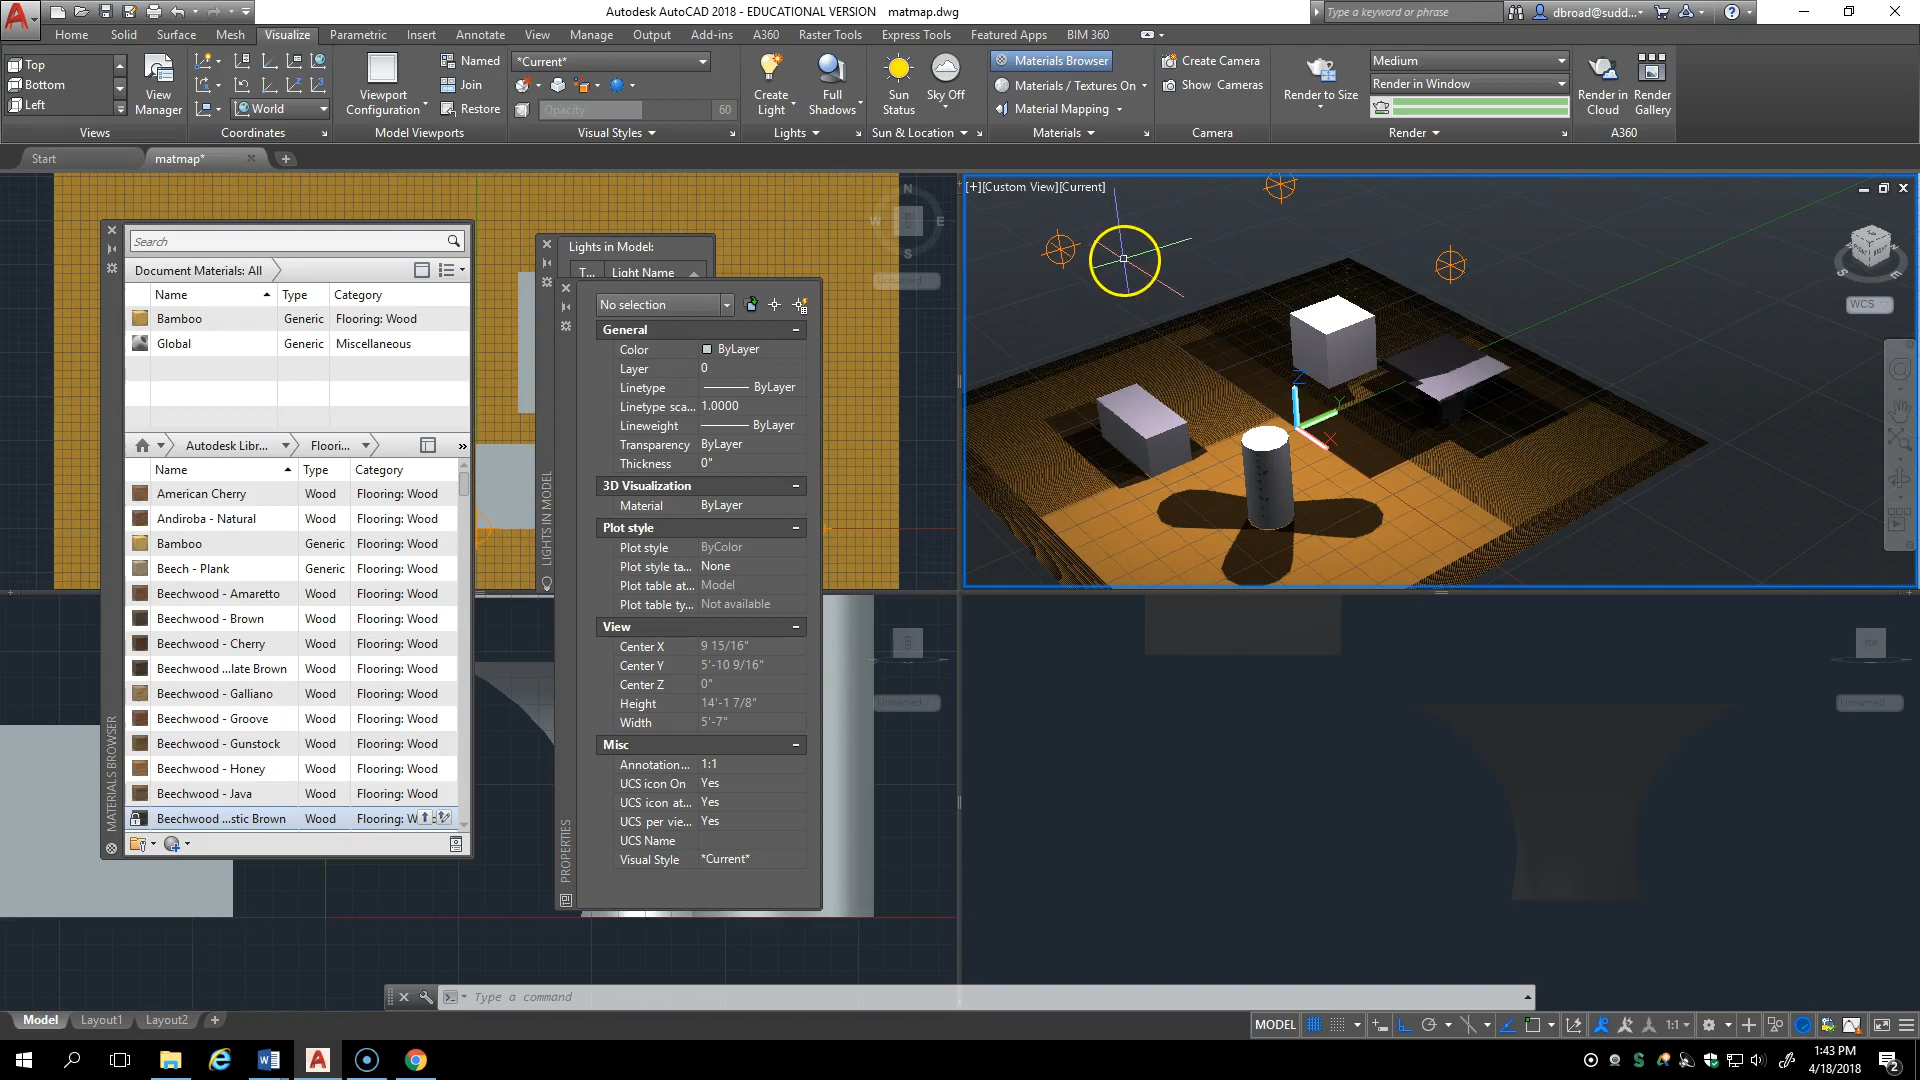 Autodesk AutoCAD 2018 - EDUCATIONAL VERSION matmap.dwg
Type a keyword or phrase
dbroad@sudd...
Home Solid Surface Mesh Visualize Parametric Insert Annotate View Manage Output Add-ins A360 Raster Tools Express Tools Featured Apps BIM 360
Top
Bottom
Left
View Manager
Views
World
Coordinates
Viewport Configuration
Named
Join
Restore
Model Viewports
*Current*
Opacity 60
Visual Styles
Create Light
Full Shadows
Lights
Sun Status
Sky Off
Sun & Location
Materials Browser
Materials / Textures On
Material Mapping
Materials
Create Camera
Show Cameras
Camera
Render to Size
Medium
Render in Window
Render
Render in Cloud
Render Gallery
A360
Start
matmap*
N
W E
S
[+][Custom View][Current]
WCS
Z
Y
X
Search
Document Materials: All
Name Type Category
Bamboo Generic Flooring: Wood
Global Generic Miscellaneous
Autodesk Libr... Floori... »
Name Type Category
American Cherry Wood Flooring: Wood
Andiroba - Natural Wood Flooring: Wood
Bamboo Generic Flooring: Wood
Beech - Plank Generic Flooring: Wood
Beechwood - Amaretto Wood Flooring: Wood
Beechwood - Brown Wood Flooring: Wood
Beechwood - Cherry Wood Flooring: Wood
Beechwood ...late Brown Wood Flooring: Wood
Beechwood - Galliano Wood Flooring: Wood
Beechwood - Groove Wood Flooring: Wood
Beechwood - Gunstock Wood Flooring: Wood
Beechwood - Honey Wood Flooring: Wood
Beechwood - Java Wood Flooring: Wood
Beechwood ...stic Brown Wood Flooring: W
MATERIALS BROWSER
Lights in Model:
T... Light Name
LIGHTS IN MODEL
No selection
General
Color ByLayer
Layer 0
Linetype ByLayer
Linetype sca... 1.0000
Lineweight ByLayer
Transparency ByLayer
Thickness 0"
3D Visualization
Material ByLayer
Plot style
Plot style ByColor
Plot style ta... None
Plot table at... Model
Plot table ty... Not available
View
Center X 9 15/16"
Center Y 5'-10 9/16"
Center Z 0"
Height 14'-1 7/8"
Width 5'-7"
Misc
Annotation... 1:1
UCS icon On Yes
UCS icon at... Yes
UCS per vie... Yes
UCS Name
Visual Style *Current*
PROPERTIES
Type a command
Model Layout1 Layout2
MODEL
1:1
1:43 PM
4/18/2018
2